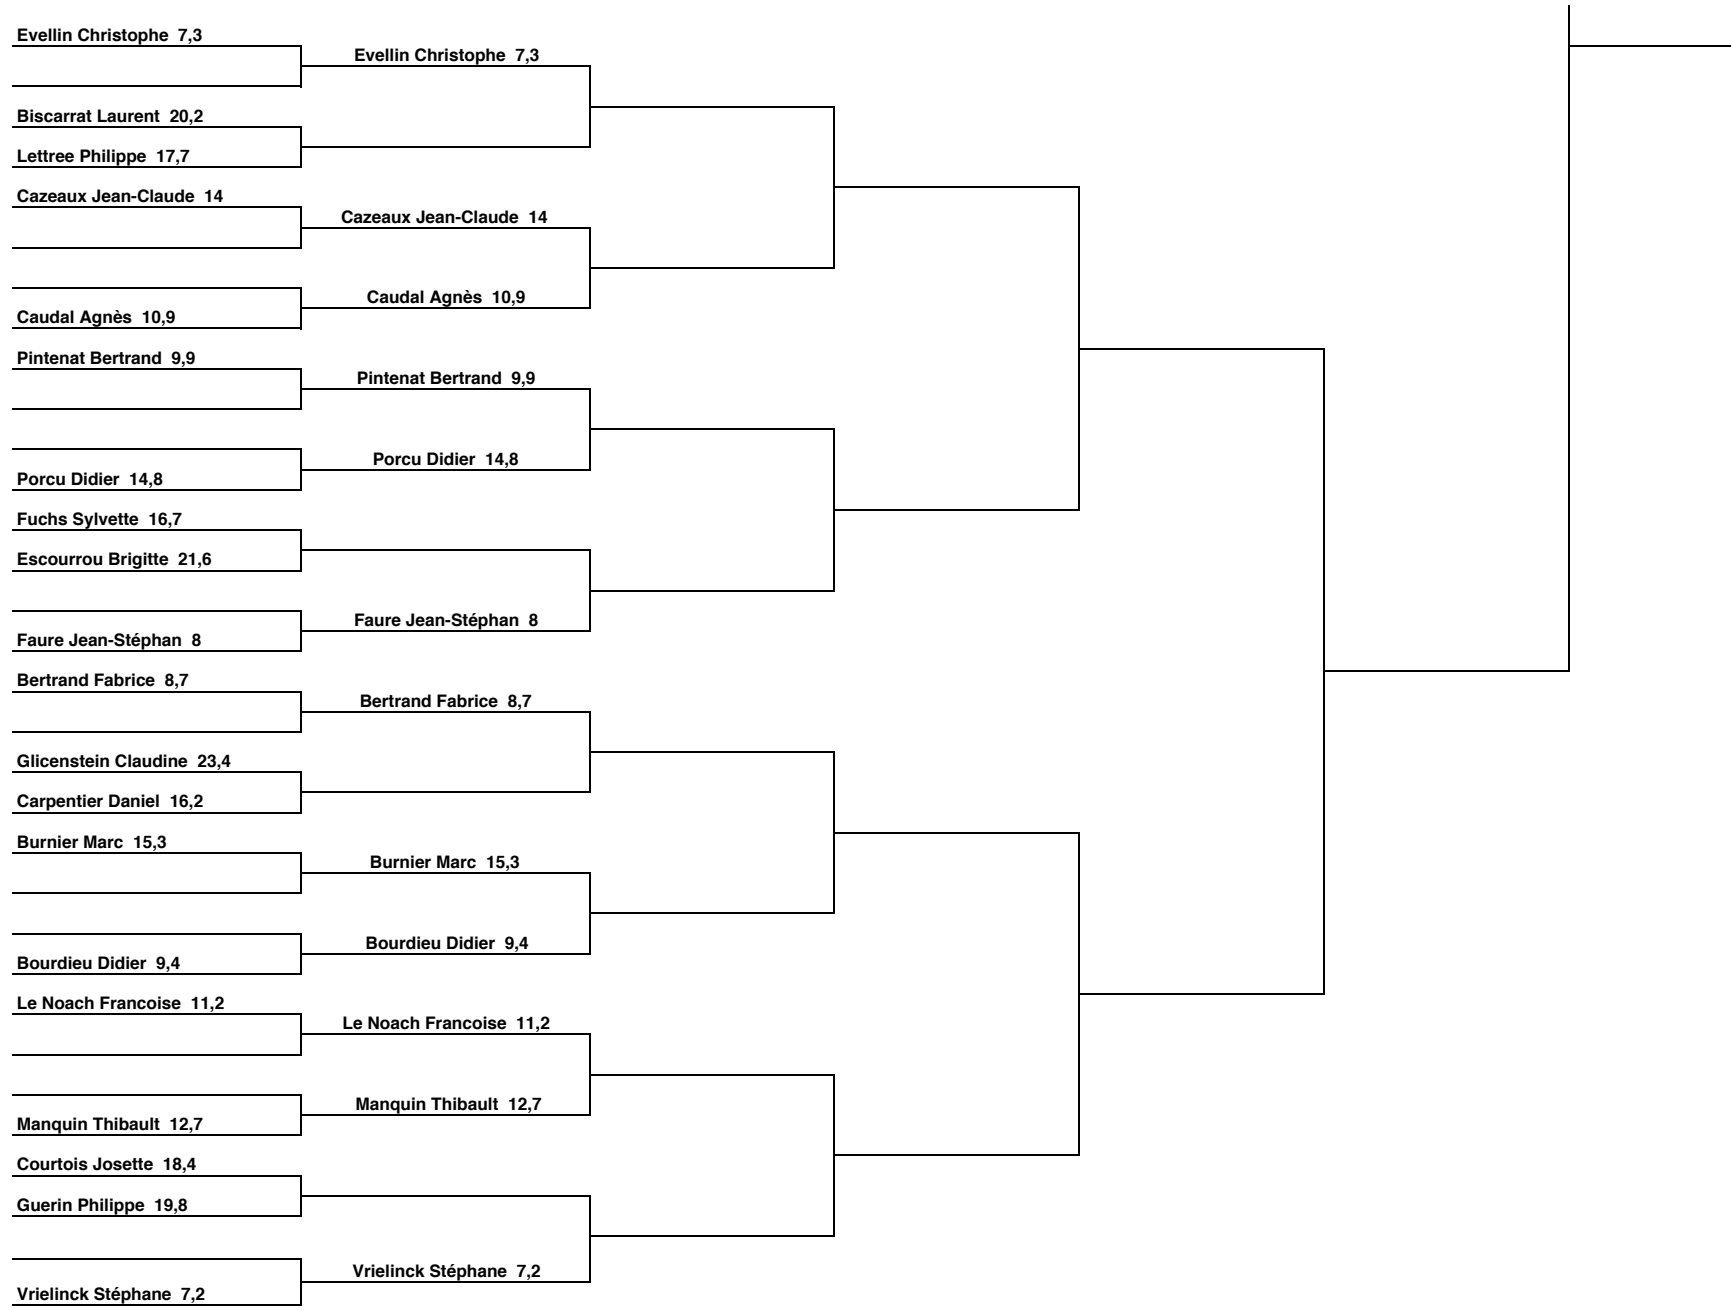 Evellin Christophe 7,3
Evellin Christophe 7,3
Biscarrat Laurent 20,2
Lettree Philippe 17,7
Cazeaux Jean-Claude 14
Cazeaux Jean-Claude 14
Caudal Agnès 10,9
Caudal Agnès 10,9
Pintenat Bertrand 9,9
Pintenat Bertrand 9,9
Porcu Didier 14,8
Porcu Didier 14,8
Fuchs Sylvette 16,7
Escourrou Brigitte 21,6
Faure Jean-Stéphan 8
Faure Jean-Stéphan 8
Bertrand Fabrice 8,7
Bertrand Fabrice 8,7
Glicenstein Claudine 23,4
Carpentier Daniel 16,2
Burnier Marc 15,3
Burnier Marc 15,3
Bourdieu Didier 9,4
Bourdieu Didier 9,4
Le Noach Francoise 11,2
Le Noach Francoise 11,2
Manquin Thibault 12,7
Manquin Thibault 12,7
Courtois Josette 18,4
Guerin Philippe 19,8
Vrielinck Stéphane 7,2
Vrielinck Stéphane 7,2